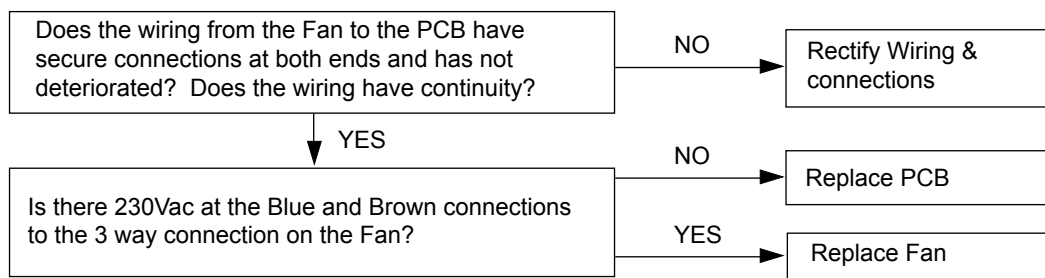 Does the wiring from the Fan to the PCB have
secure connections at both ends and has not
deteriorated?  Does the wiring have continuity?
NO
Rectify Wiring &
connections
YES
Is there 230Vac at the Blue and Brown connections
to the 3 way connection on the Fan?
NO
Replace PCB
YES
Replace Fan